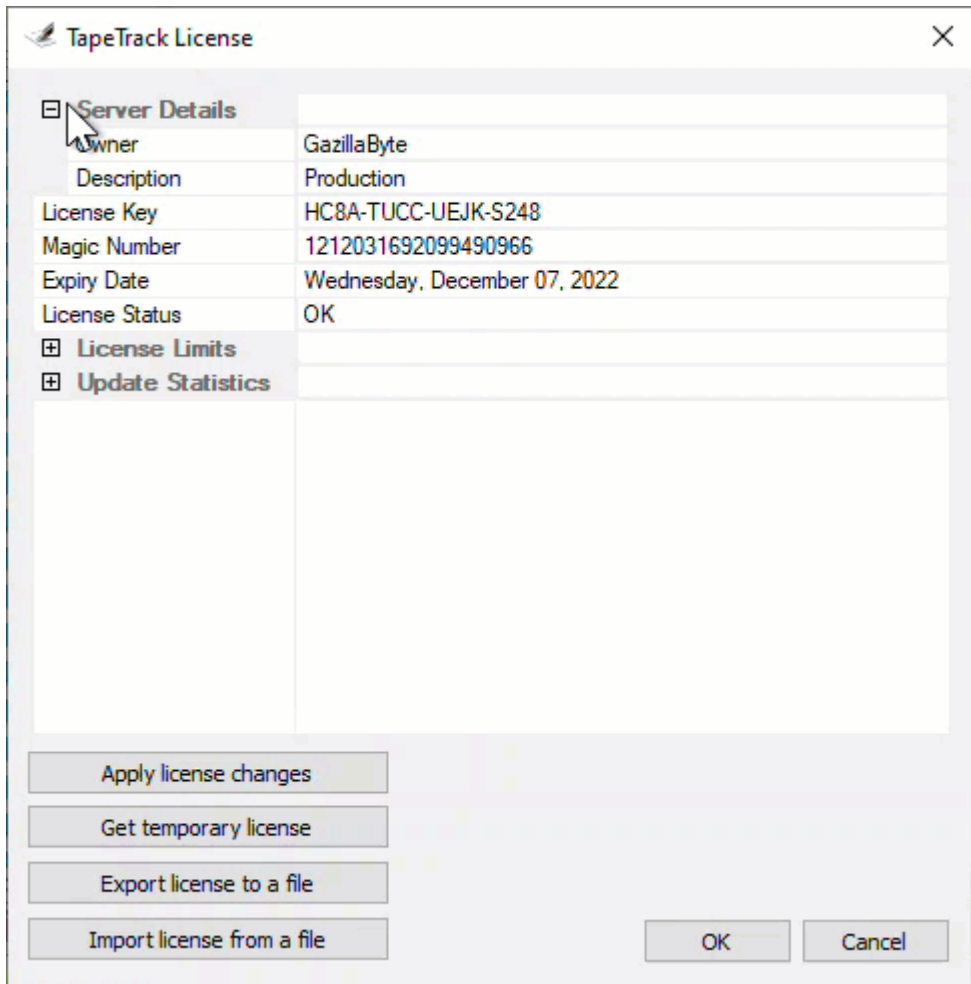 TapeTrack License
Server Details
Owner GazillaByte
Description Production
License Key HC8A-TUCC-UEJK-S248
Magic Number 1212031692099490966
Expiry Date Wednesday, December 07, 2022
License Status OK
License Limits
Update Statistics
Apply license changes
Get temporary license
Export license to a file
Import license from a file
OK Cancel